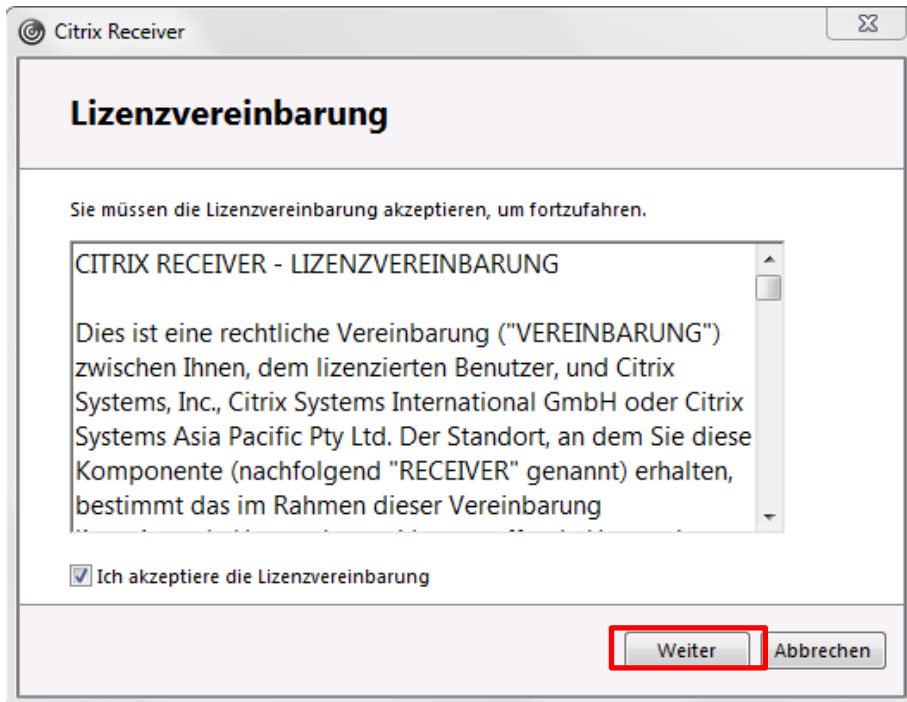 Citrix Receiver
Lizenzvereinbarung
Sie müssen die Lizenzvereinbarung akzeptieren, um fortzufahren.
CITRIX RECEIVER - LIZENZVEREINBARUNG
Dies ist eine rechtliche Vereinbarung ("VEREINBARUNG")
zwischen Ihnen, dem lizenzierten Benutzer, und Citrix
Systems, Inc., Citrix Systems International GmbH oder Citrix
Systems Asia Pacific Pty Ltd. Der Standort, an dem Sie diese
Komponente (nachfolgend "RECEIVER" genannt) erhalten,
bestimmt das im Rahmen dieser Vereinbarung
Ich akzeptiere die Lizenzvereinbarung
Weiter
Abbrechen